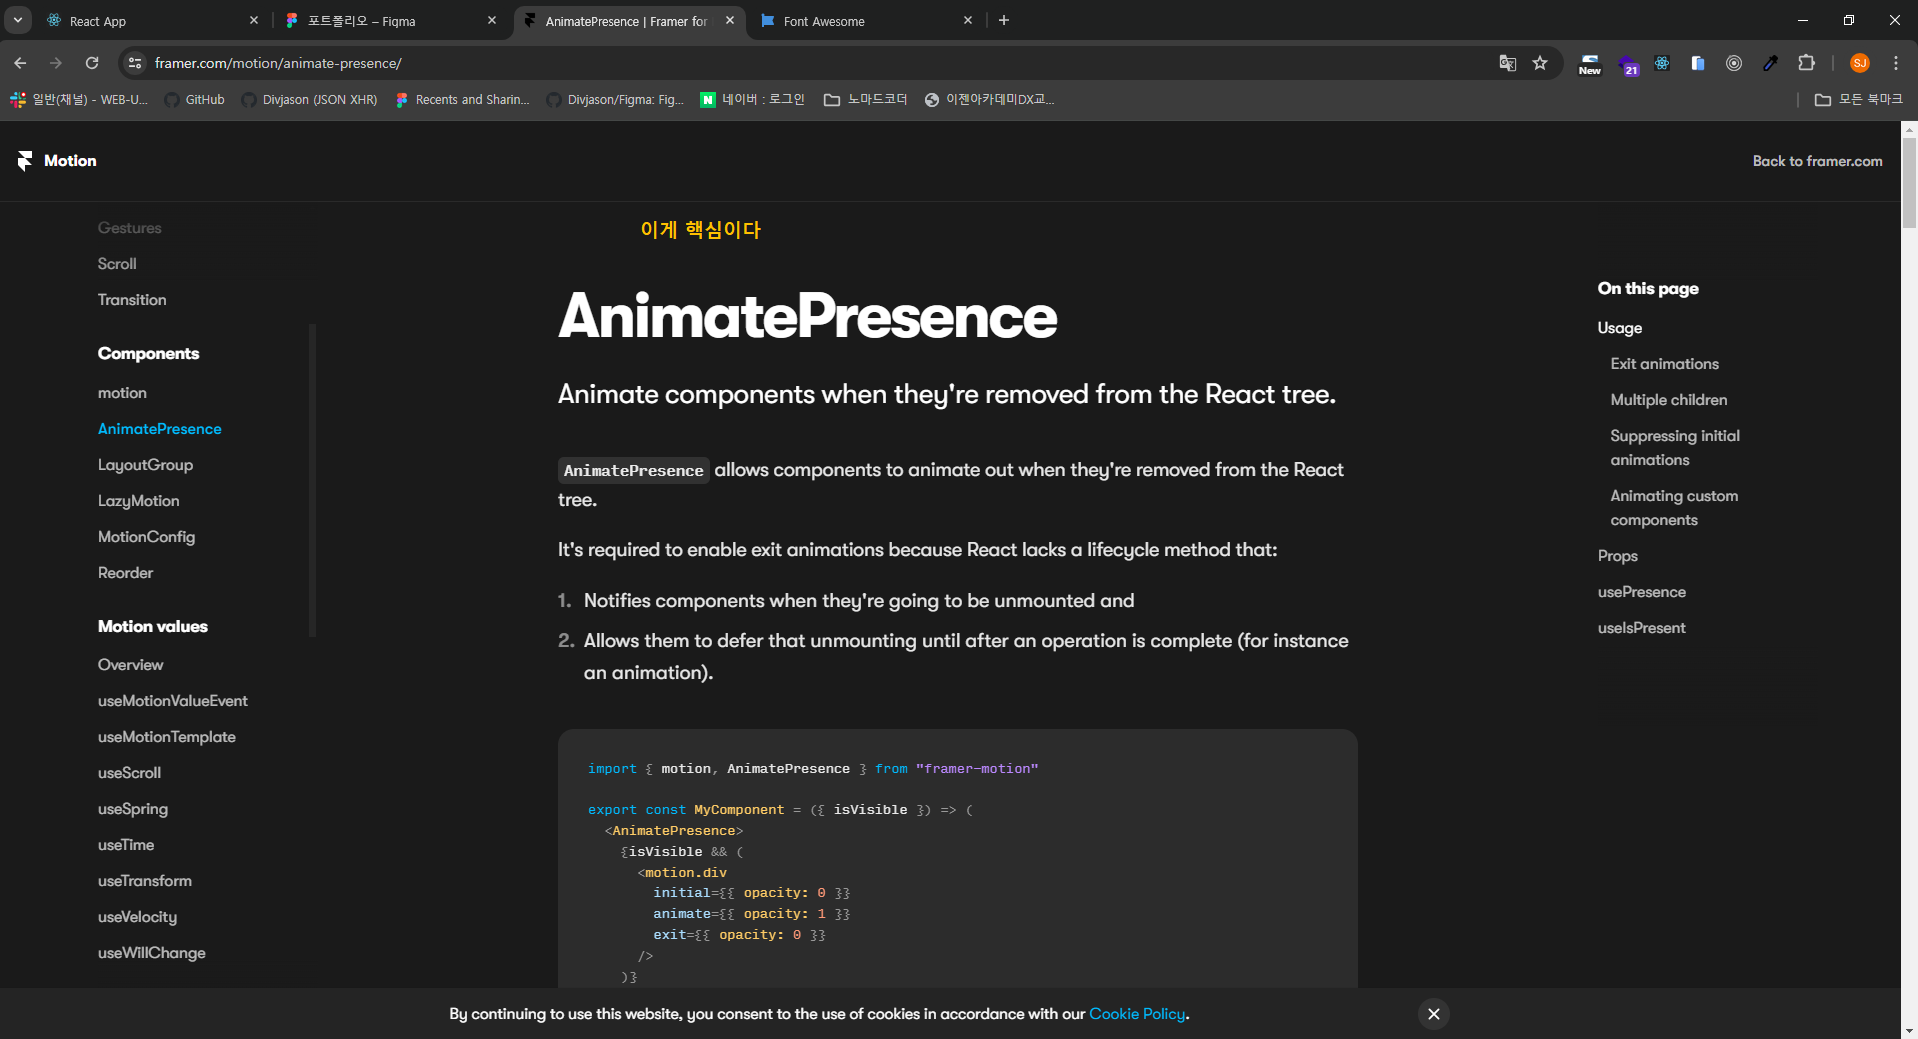 React App
포트폴리오 – Figma
AnimatePresence | Framer for
Font Awesome
framer.com/motion/animate-presence/
New
21
SJ
일반(채널) - WEB-U...
GitHub
Divjason (JSON XHR)
Recents and Sharin...
Divjason/Figma: Fig...
N
네이버 : 로그인
노마드코더
이젠아카데미DX교...
모든 북마크
Motion
Back to framer.com
Gestures
Scroll
Transition
Components
motion
AnimatePresence
LayoutGroup
LazyMotion
MotionConfig
Reorder
Motion values
Overview
useMotionValueEvent
useMotionTemplate
useScroll
useSpring
useTime
useTransform
useVelocity
useWillChange
이게 핵심이다
AnimatePresence
Animate components when they're removed from the React tree.
AnimatePresence allows components to animate out when they're removed from the React
tree.
It's required to enable exit animations because React lacks a lifecycle method that:
1. Notifies components when they're going to be unmounted and
2. Allows them to defer that unmounting until after an operation is complete (for instance
an animation).
import { motion, AnimatePresence } from "framer-motion"
export const MyComponent = ({ isVisible }) => (
<AnimatePresence>
{isVisible && (
<motion.div
initial={{ opacity: 0 }}
animate={{ opacity: 1 }}
exit={{ opacity: 0 }}
/>
)}
On this page
Usage
Exit animations
Multiple children
Suppressing initial
animations
Animating custom
components
Props
usePresence
useIsPresent
By continuing to use this website, you consent to the use of cookies in accordance with our Cookie Policy.